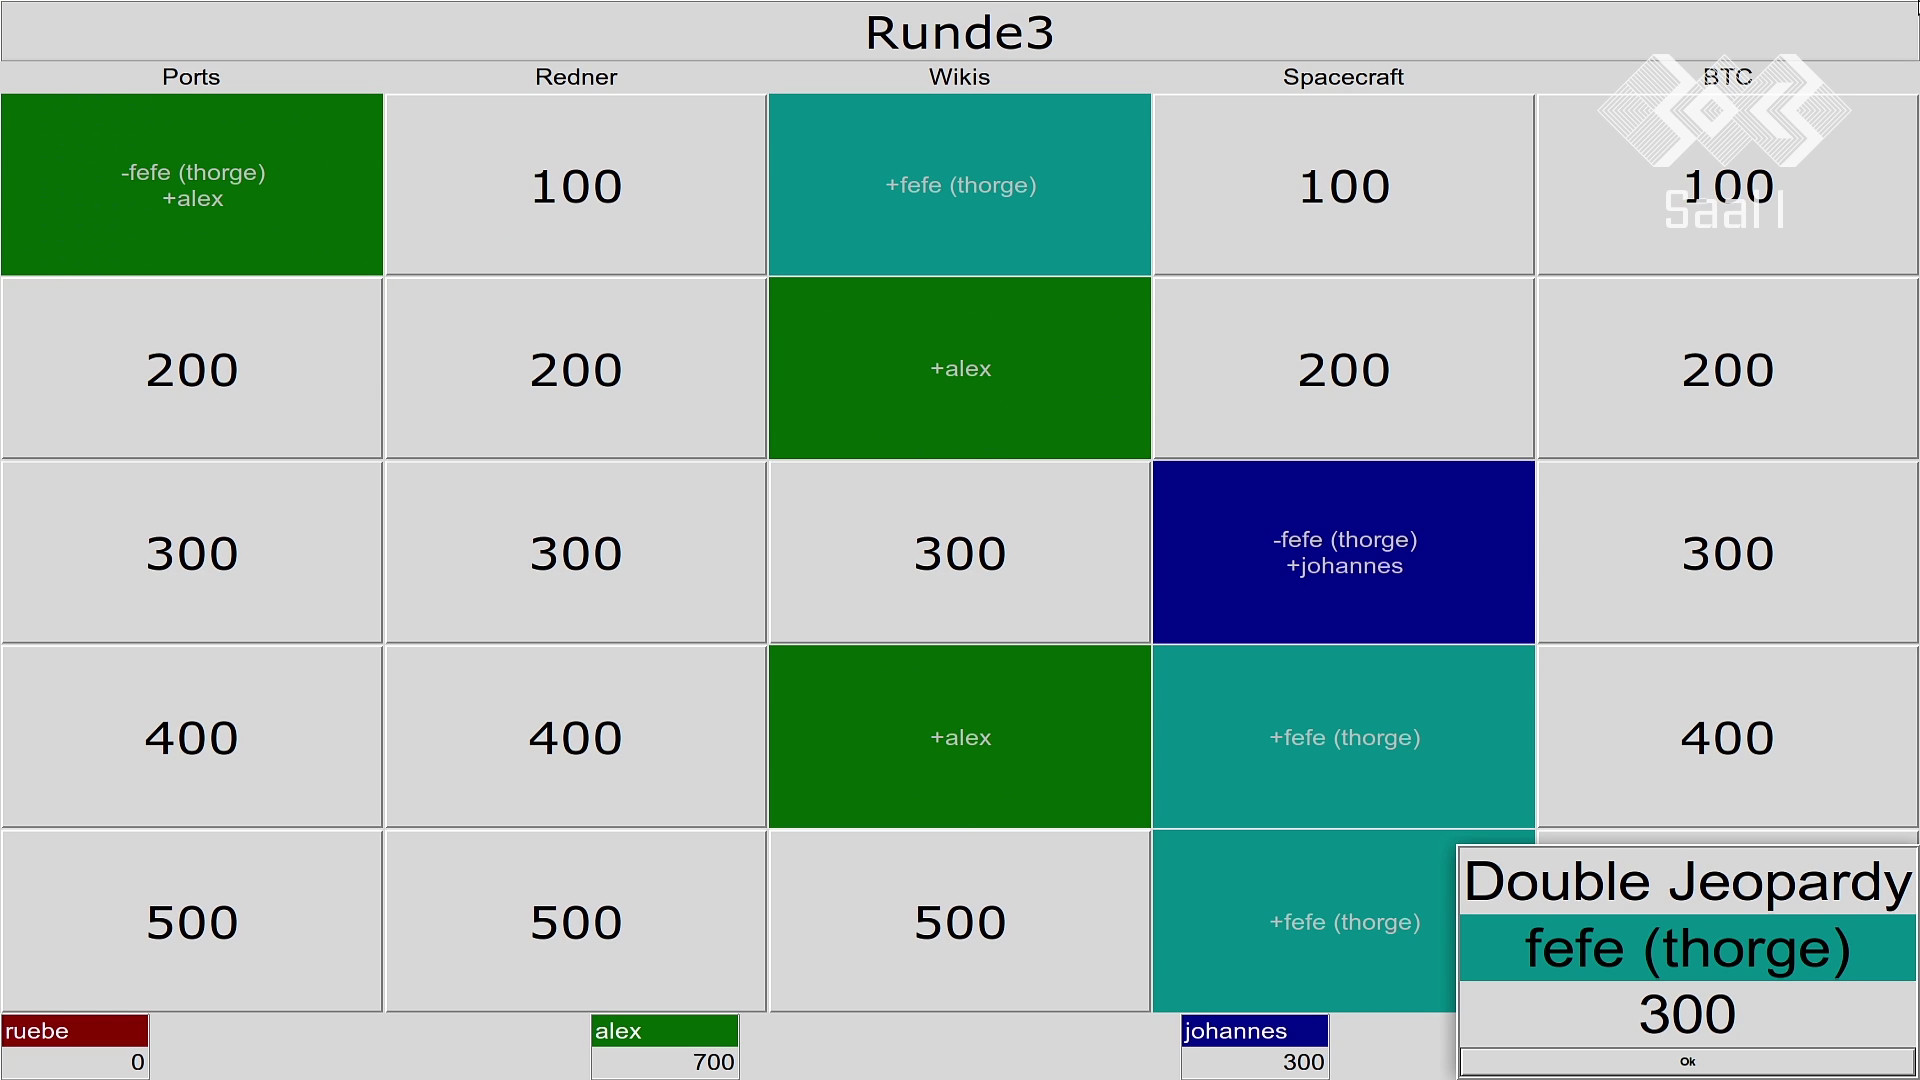 Runde3
Ports Redner Wikis Spacecraft BTC
-fefe (thorge)
+alex
100
+fefe (thorge)
100
100
Saal 1
200
200
+alex
200
200
300
300
300
-fefe (thorge)
+johannes
300
400
400
+alex
+fefe (thorge)
400
500
500
500
+fefe (thorge)
Double Jeopardy
fefe (thorge)
300
Ok
ruebe
0
alex
700
johannes
300